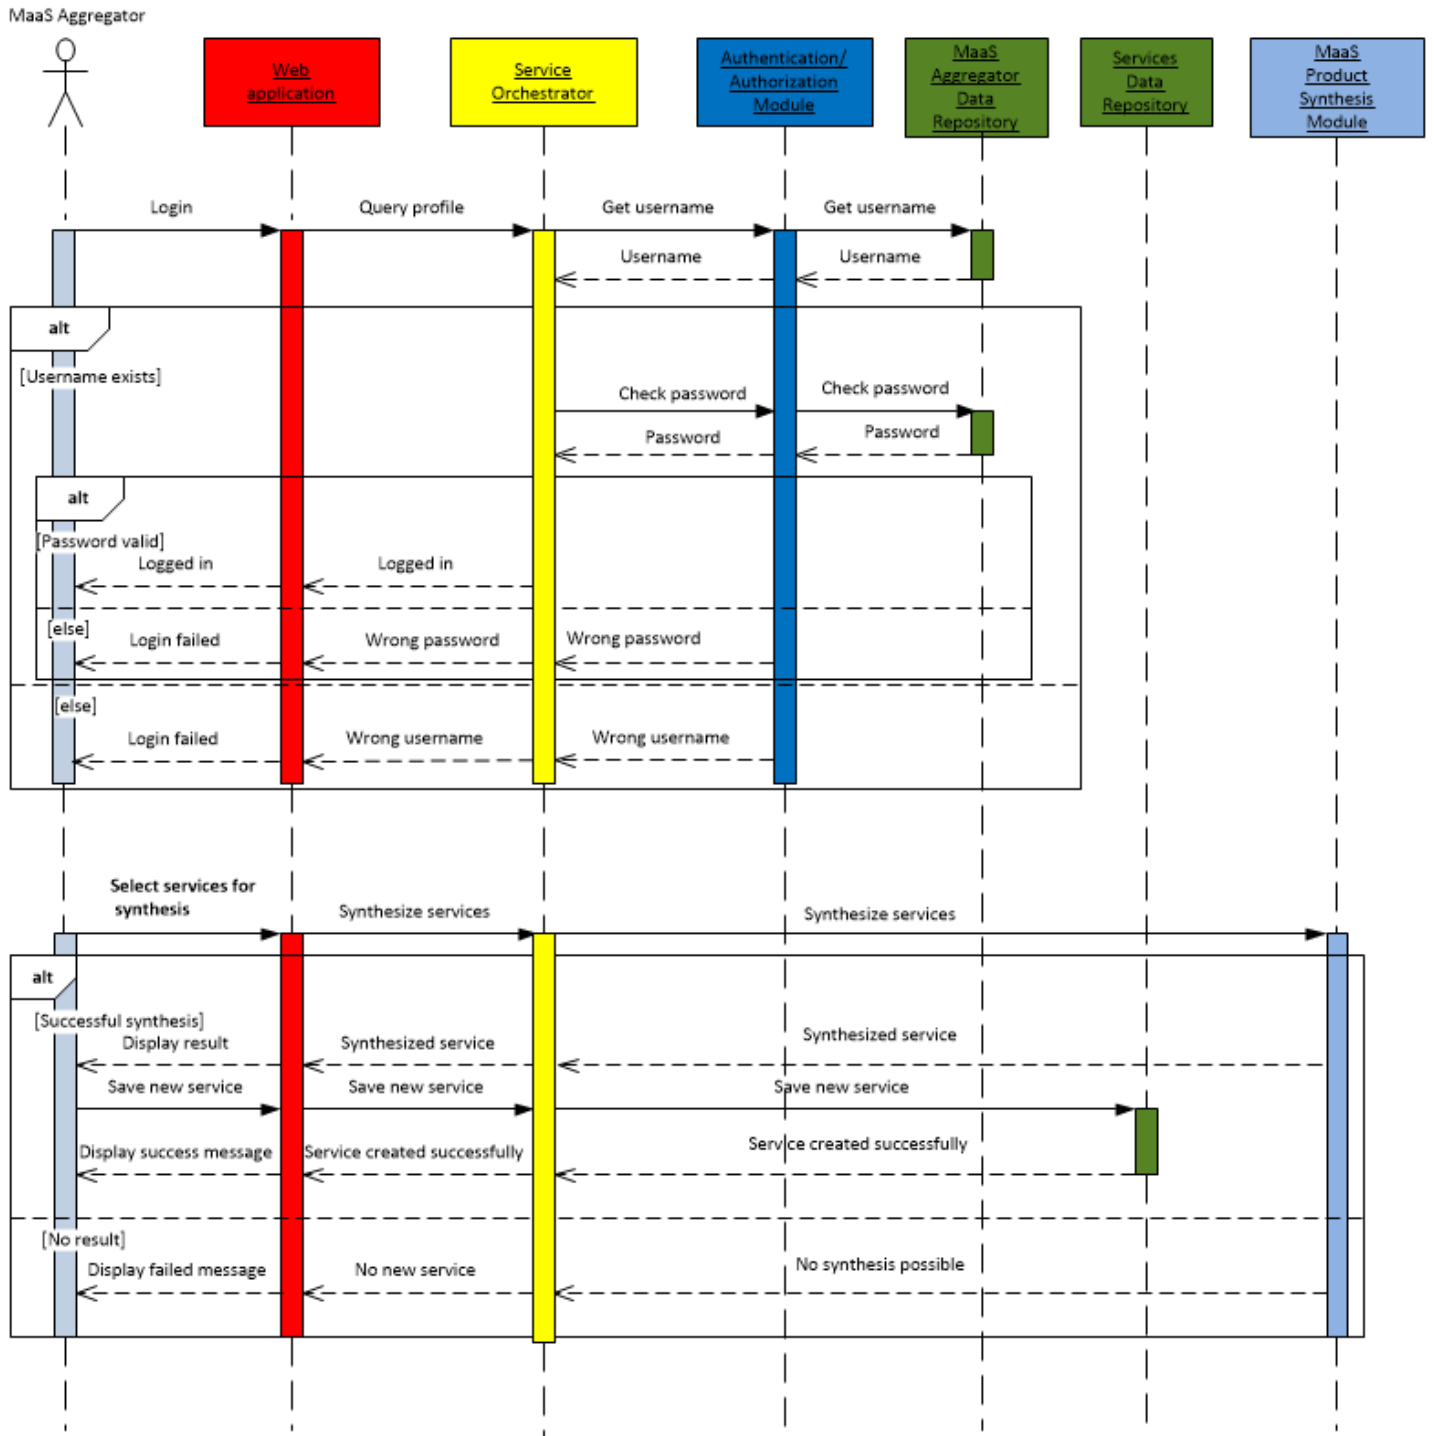 MaaS Aggregator
Web
application
Service
Orchestrator
Authentication/
Authorization
Module
MaaS
Aggregator
Data
Repository
Services
Data
Repository
MaaS
Product
Synthesis
Module
Login
Query profile
Get username
Get username
Username
Username
alt
[Username exists]
Check password
Check password
Password
Password
alt
[Password valid]
Logged in
Logged in
[else]
Login failed
Wrong password
Wrong password
[else]
Login failed
Wrong username
Wrong username
Select services for
synthesis
Synthesize services
Synthesize services
alt
[Successful synthesis]
Display result
Synthesized service
Synthesized service
Save new service
Save new service
Save new service
Display success message
Service created successfully
Service created successfully
[No result]
Display failed message
No new service
No synthesis possible